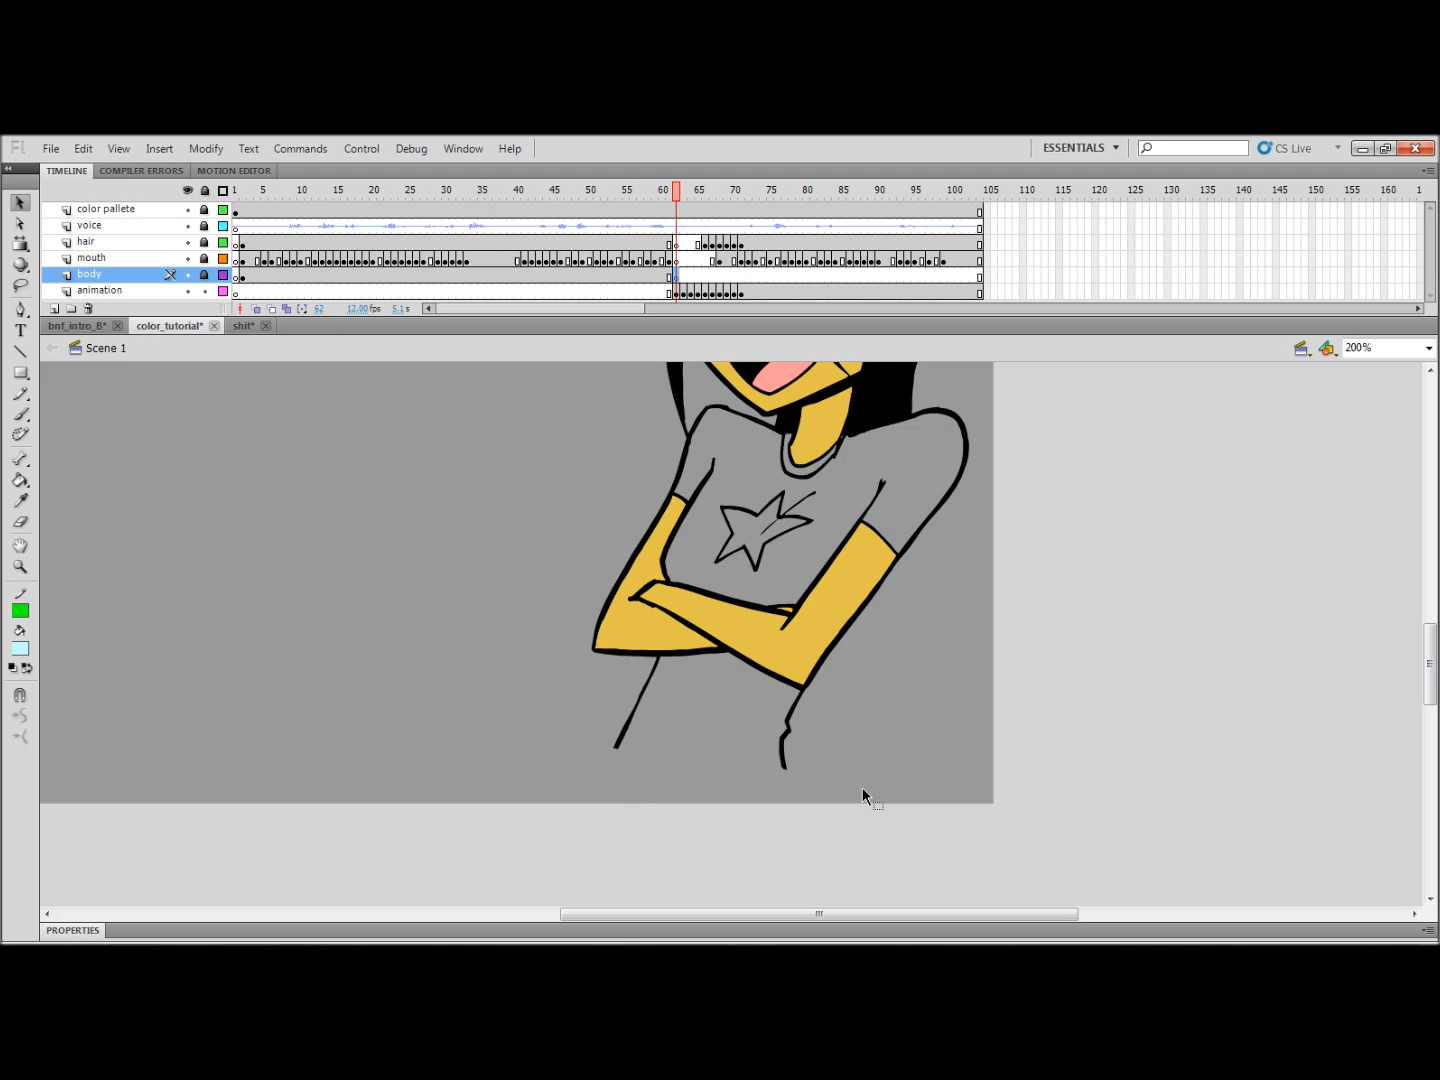 Fl File Edit View Insert Modify Text Commands Control Debug Window Help ESSENTIALS CS Live
TIMELINE COMPILER ERRORS MOTION EDITOR
1 5 10 15 20 25 30 35 40 45 50 55 60 65 70 75 80 85 90 95 100 105 110 115 120 125 130 135 140 145 150 155 160 1
color pallete
voice
hair
mouth
body
animation
62 12.00 fps 5.1 s
bnf_intro_B* color_tutorial* shit*
Scene 1 200%
T
PROPERTIES